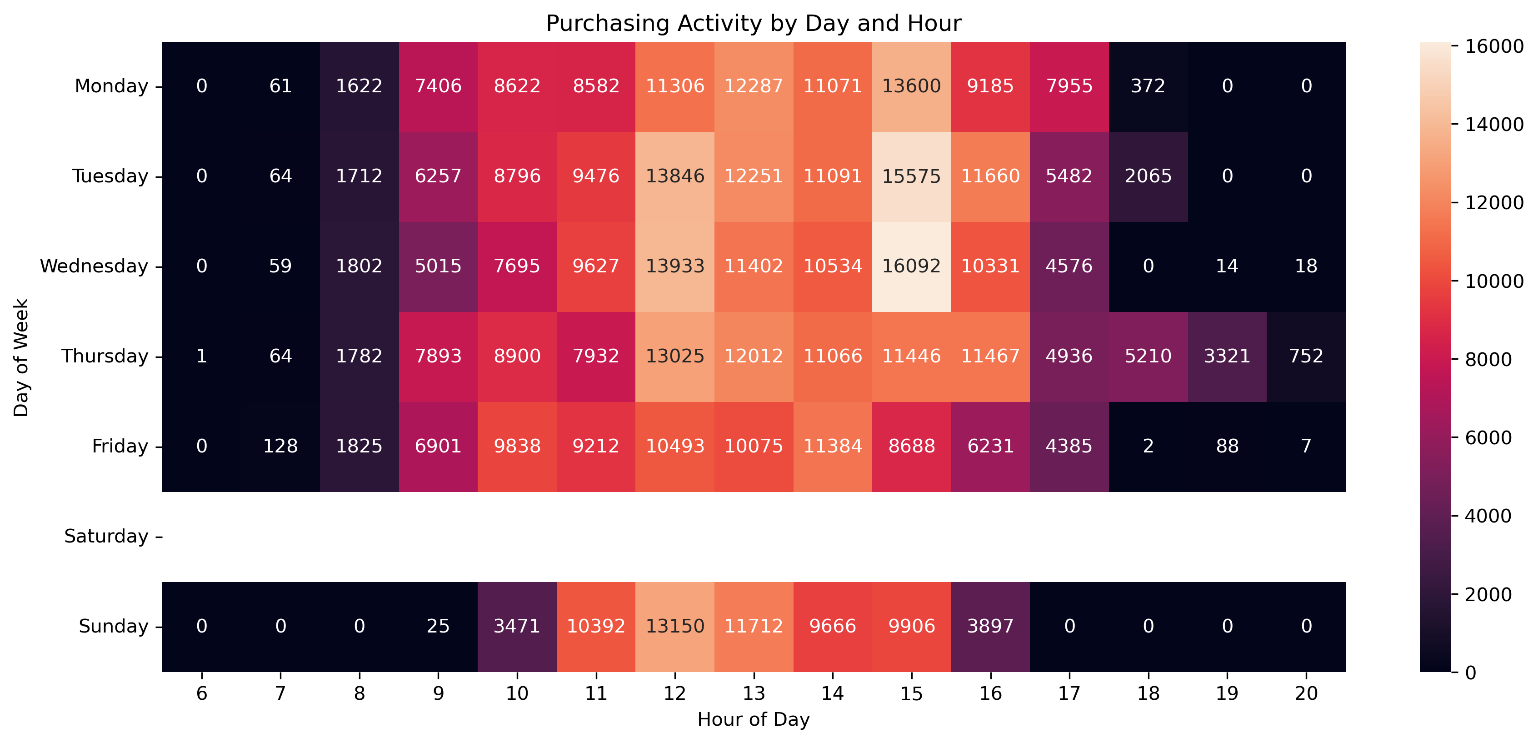 Purchasing Activity by Day and Hour
Monday 0 61 1622 7406 8622 8582 11306 12287 11071 13600 9185 7955 372 0 0
Tuesday 0 64 1712 6257 8796 9476 13846 12251 11091 15575 11660 5482 2065 0 0
Wednesday 0 59 1802 5015 7695 9627 13933 11402 10534 16092 10331 4576 0 14 18
Thursday 1 64 1782 7893 8900 7932 13025 12012 11066 11446 11467 4936 5210 3321 752
Friday 0 128 1825 6901 9838 9212 10493 10075 11384 8688 6231 4385 2 88 7
Saturday
Sunday 0 0 0 25 3471 10392 13150 11712 9666 9906 3897 0 0 0 0
6 7 8 9 10 11 12 13 14 15 16 17 18 19 20
Hour of Day
Day of Week
16000
14000
12000
10000
8000
6000
4000
2000
0